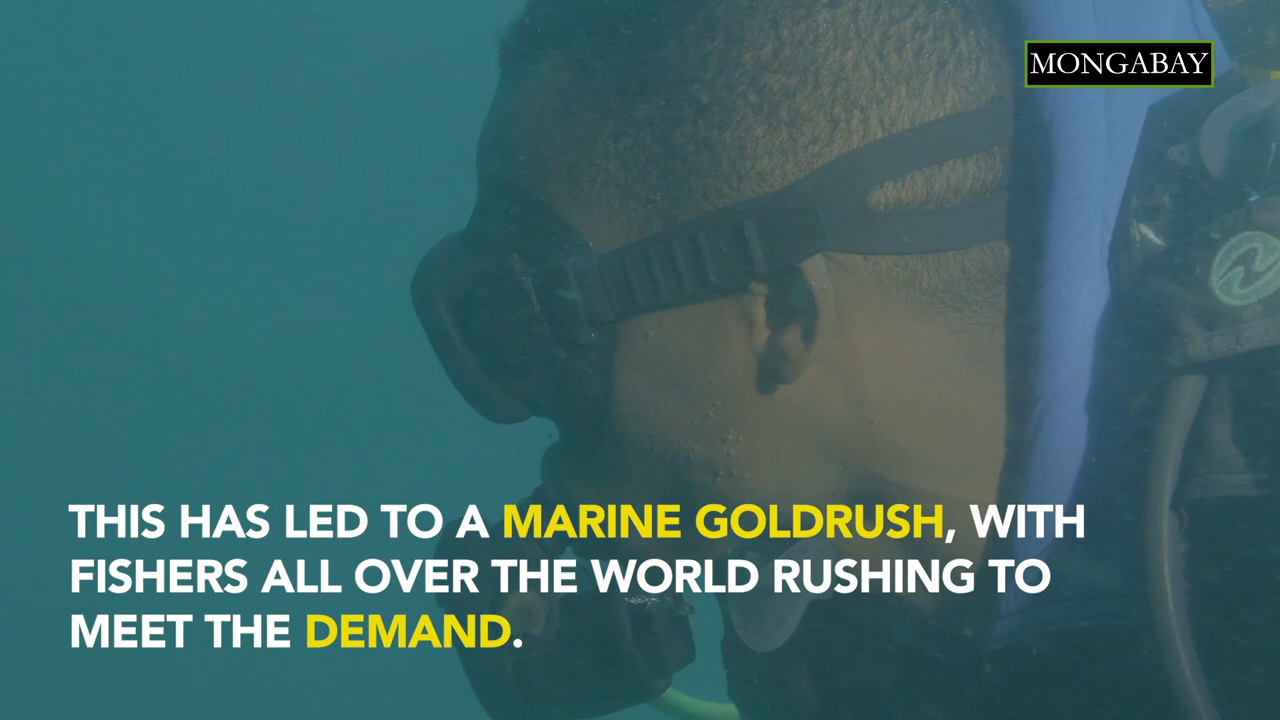 MONGABAY
THIS HAS LED TO A MARINE GOLDRUSH, WITH
FISHERS ALL OVER THE WORLD RUSHING TO
MEET THE DEMAND.